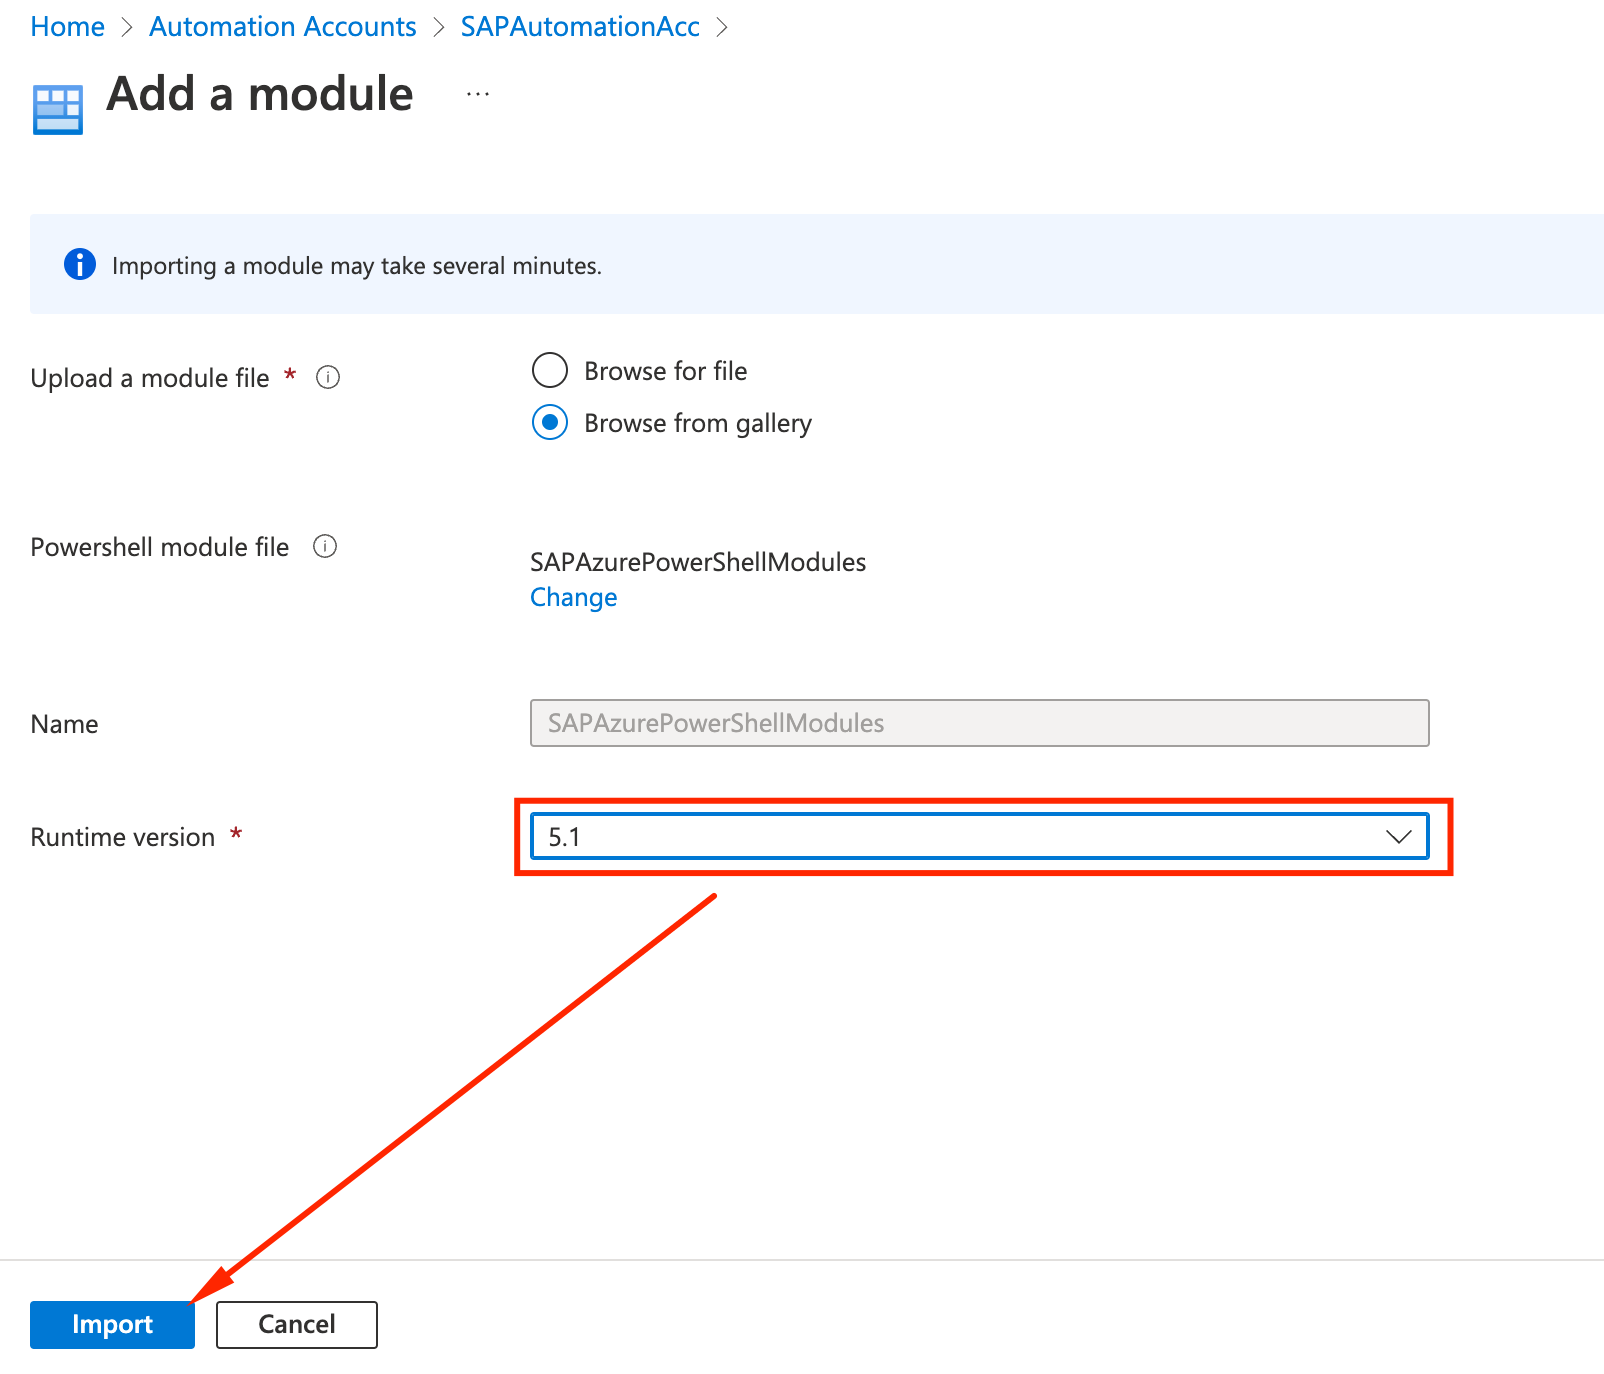 Home > Automation Accounts > SAPAutomationAcc >
Add a module ...
Importing a module may take several minutes.
Upload a module file *
Browse for file
Browse from gallery
Powershell module file
SAPAzurePowerShellModules
Change
Name
SAPAzurePowerShellModules
Runtime version *
5.1
Import
Cancel